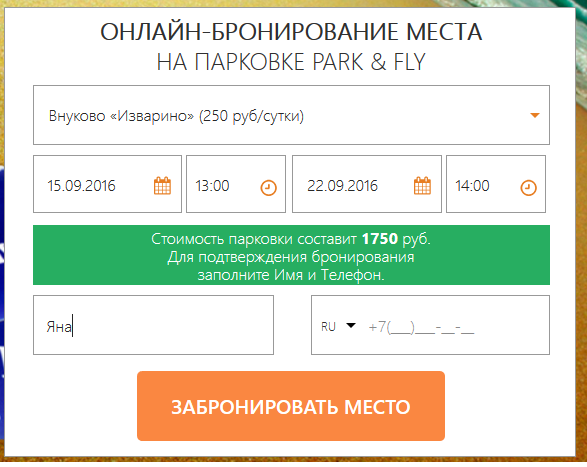 ОНЛАЙН-БРОНИРОВАНИЕ МЕСТА
НА ПАРКОВКЕ PARK & FLY
Внуково «Изварино» (250 руб/сутки)
15.09.2016 13:00 22.09.2016 14:00
Стоимость парковки составит 1750 руб.
Для подтверждения бронирования
заполните Имя и Телефон.
Яна RU +7(___)___-__-__
ЗАБРОНИРОВАТЬ МЕСТО